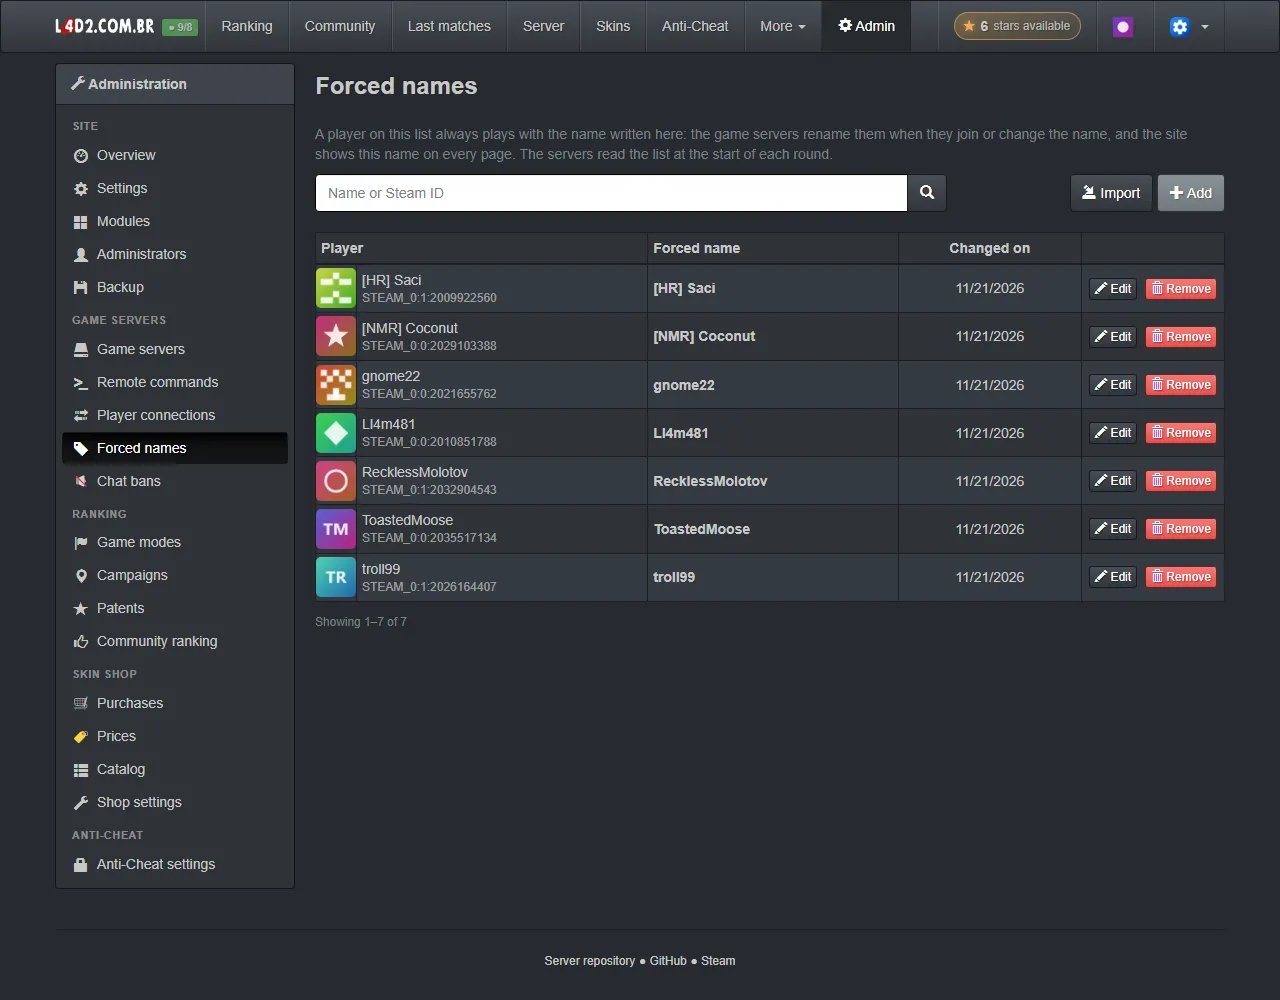 L4D2.COM.BR ● 9/8 Ranking Community Last matches Server Skins Anti-Cheat More Admin 6 stars available
Administration
SITE
Overview
Settings
Modules
Administrators
Backup
GAME SERVERS
Game servers
Remote commands
Player connections
Forced names
Chat bans
RANKING
Game modes
Campaigns
Patents
Community ranking
SKIN SHOP
Purchases
Prices
Catalog
Shop settings
ANTI-CHEAT
Anti-Cheat settings
Forced names
A player on this list always plays with the name written here: the game servers rename them when they join or change the name, and the site
shows this name on every page. The servers read the list at the start of each round.
Name or Steam ID Import Add
Player Forced name Changed on
[HR] Saci
STEAM_0:1:2009922560
[HR] Saci 11/21/2026 Edit Remove
[NMR] Coconut
STEAM_0:0:2029103388
[NMR] Coconut 11/21/2026 Edit Remove
gnome22
STEAM_0:0:2021655762
gnome22 11/21/2026 Edit Remove
LI4m481
STEAM_0:0:2010851788
LI4m481 11/21/2026 Edit Remove
RecklessMolotov
STEAM_0:1:2032904543
RecklessMolotov 11/21/2026 Edit Remove
TM ToastedMoose
STEAM_0:0:2035517134
ToastedMoose 11/21/2026 Edit Remove
TR troll99
STEAM_0:1:2026164407
troll99 11/21/2026 Edit Remove
Showing 1–7 of 7
Server repository ● GitHub ● Steam